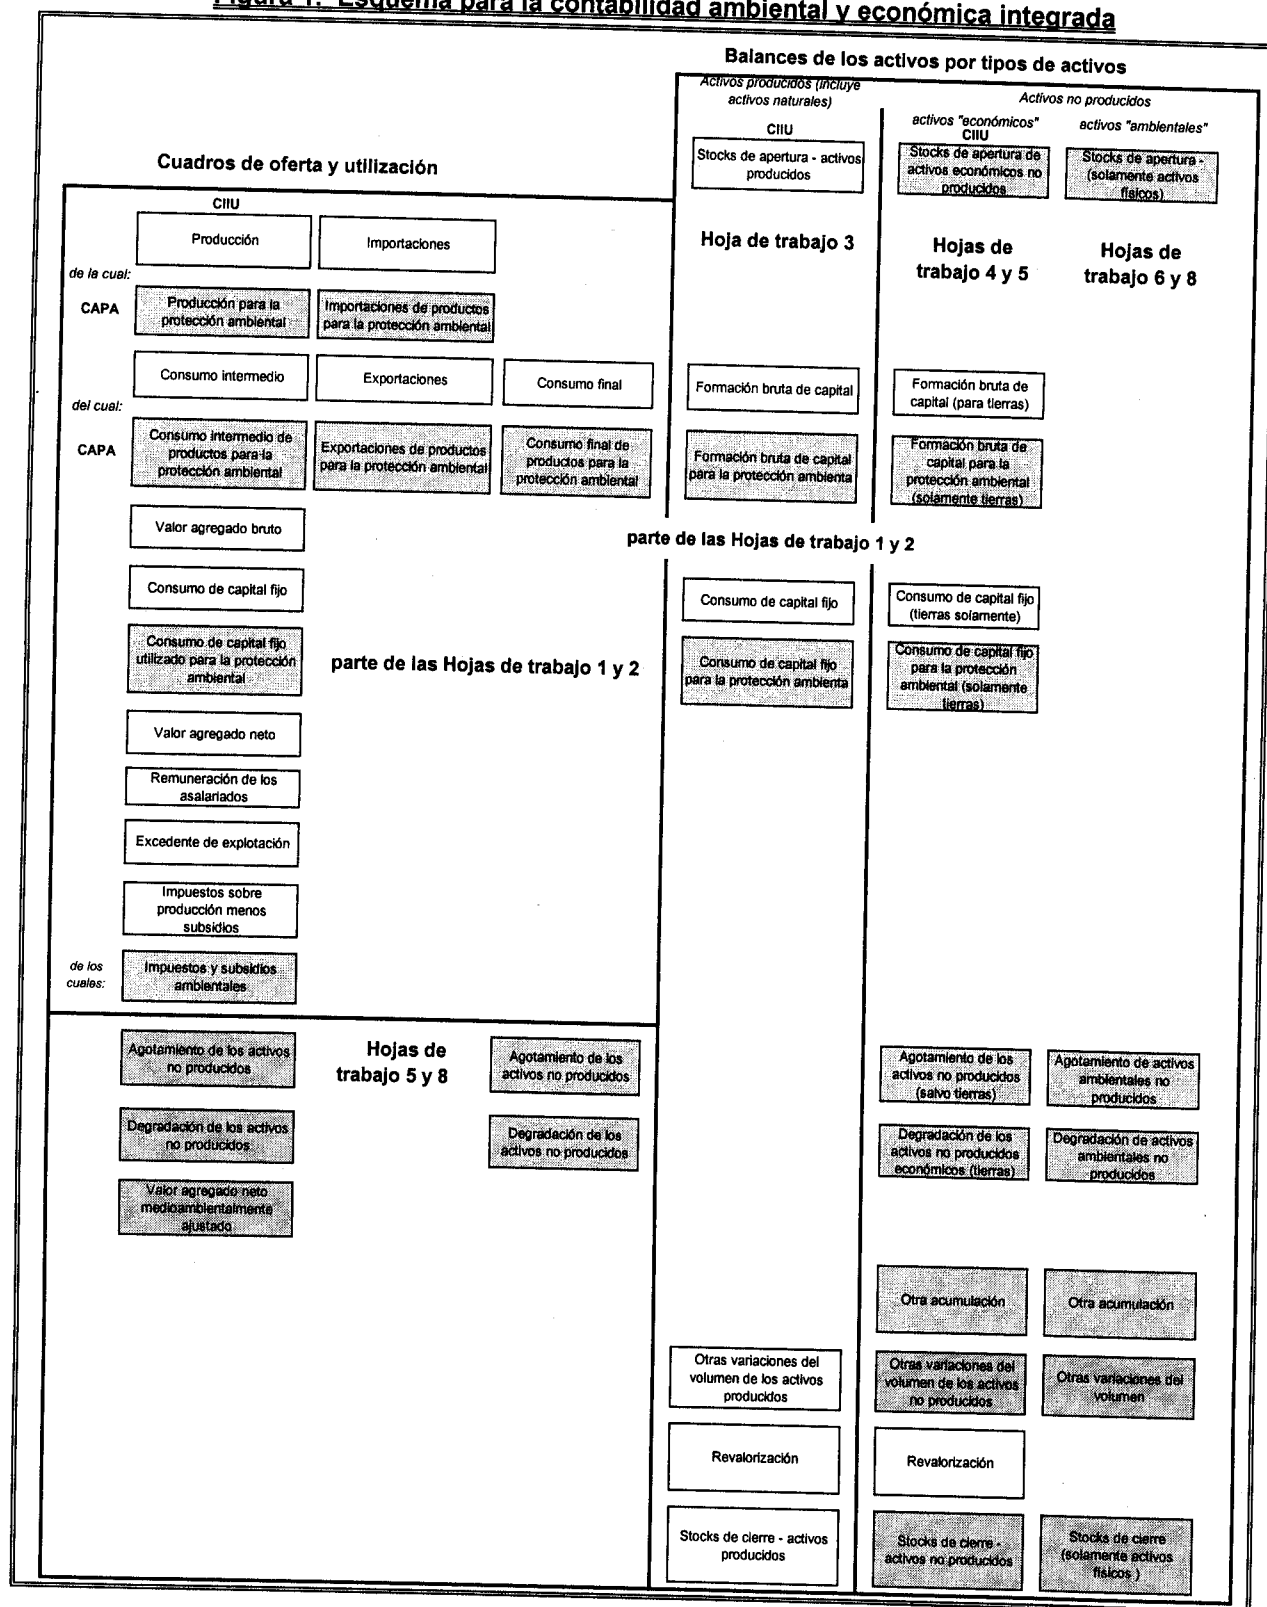 Figura 1. Esquema para la contabilidad ambiental y económica integrada
Balances de los activos por tipos de activos
Activos producidos (incluye
activos naturales)
Activos no producidos
activos "económicos"
activos "ambientales"
CIIU
CIIU
Stocks de apertura - activos
producidos
Stocks de apertura de
activos económicos no
producidos
Stocks de apertura -
(solamente activos
físicos)
Cuadros de oferta y utilización
CIIU
Producción
Importaciones
Hoja de trabajo 3
Hojas de
trabajo 4 y 5
Hojas de
trabajo 6 y 8
de la cual:
CAPA
Producción para la
protección ambiental
Importaciones de productos
para la protección ambiental
Consumo intermedio
Exportaciones
Consumo final
Formación bruta de capital
Formación bruta de
capital (para tierras)
del cual:
CAPA
Consumo intermedio de
productos para la
protección ambiental
Exportaciones de productos
para la protección ambiental
Consumo final de
productos para la
protección ambiental
Formación bruta de capital
para la protección ambienta
Formación bruta de
capital para la
protección ambiental
(solamente tierras)
Valor agregado bruto
parte de las Hojas de trabajo 1 y 2
Consumo de capital fijo
Consumo de capital fijo
Consumo de capital fijo
(tierras solamente)
Consumo de capital fijo
utilizado para la protección
ambiental
parte de las Hojas de trabajo 1 y 2
Consumo de capital fijo
para la protección ambienta
Consumo de capital fijo
para la protección
ambiental (solamente
tierras)
Valor agregado neto
Remuneración de los
asalariados
Excedente de explotación
Impuestos sobre
producción menos
subsidios
de los
cuales:
Impuestos y subsidios
ambientales
Agotamiento de los activos
no producidos
Hojas de
trabajo 5 y 8
Agotamiento de los
activos no producidos
Agotamiento de los
activos no producidos
(salvo tierras)
Agotamiento de activos
ambientales no
producidos
Degradación de los activos
no producidos
Degradación de los
activos no producidos
Degradación de los
activos no producidos
económicos (tierras)
Degradación de activos
ambientales no
producidos
Valor agregado neto
medioambientalmente
ajustado
Otra acumulación
Otra acumulación
Otras variaciones del
volumen de los activos
producidos
Otras variaciones del
volumen de los activos
no producidos
Otras variaciones del
volumen
Revalorización
Revalorización
Stocks de cierre - activos
producidos
Stocks de cierre -
activos no producidos
Stocks de cierre
(solamente activos
físicos )